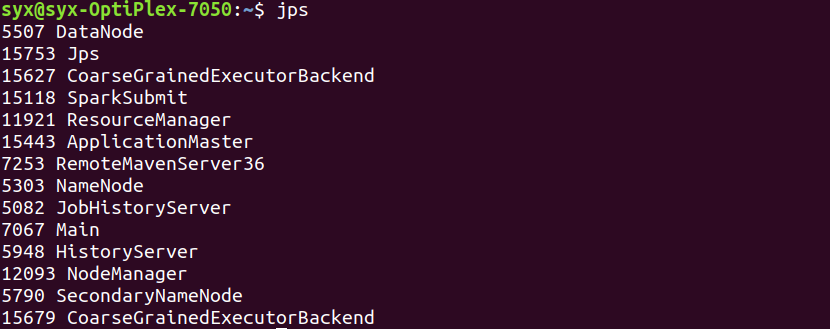 syx@syx-OptiPlex-7050:~$ jps
5507 DataNode
15753 Jps
15627 CoarseGrainedExecutorBackend
15118 SparkSubmit
11921 ResourceManager
15443 ApplicationMaster
7253 RemoteMavenServer36
5303 NameNode
5082 JobHistoryServer
7067 Main
5948 HistoryServer
12093 NodeManager
5790 SecondaryNameNode
15679 CoarseGrainedExecutorBackend